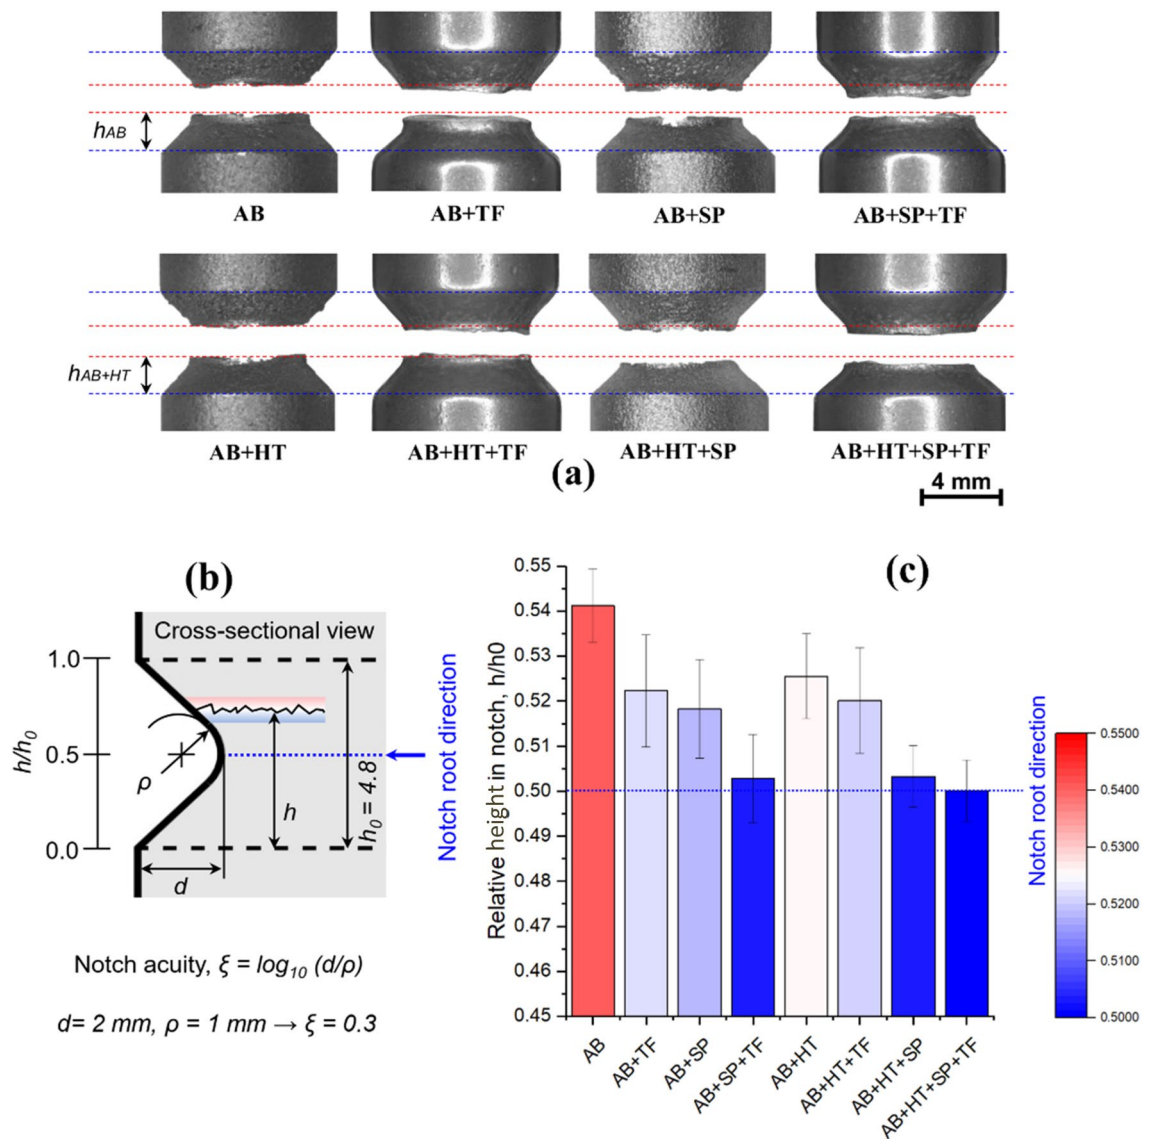 hAB
AB
AB+TF
AB+SP
AB+SP+TF
hAB+HT
AB+HT
AB+HT+TF
AB+HT+SP
AB+HT+SP+TF
(a)
4 mm
(b)
Cross-sectional view
1.0
0.5
0.0
h/h0
ρ
h
h0 = 4.8
d
Notch root direction
Notch acuity, ξ = log10 (d/ρ)
d= 2 mm, ρ = 1 mm → ξ = 0.3
(c)
Relative height in notch, h/h0
0.55
0.54
0.53
0.52
0.51
0.50
0.49
0.48
0.47
0.46
0.45
AB
AB+TF
AB+SP
AB+SP+TF
AB+HT
AB+HT+TF
AB+HT+SP
AB+HT+SP+TF
Notch root direction
0.5500
0.5400
0.5300
0.5200
0.5100
0.5000